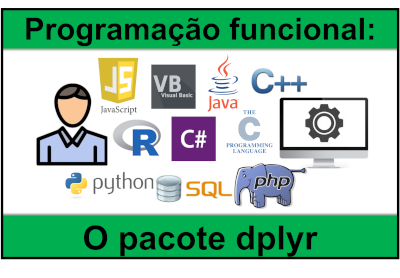 Programação funcional:
JS
JavaScript
VB
Visual Basic
Java
C++
R
C#
THE
C
PROGRAMMING
LANGUAGE
python
SQL
php
O pacote dplyr